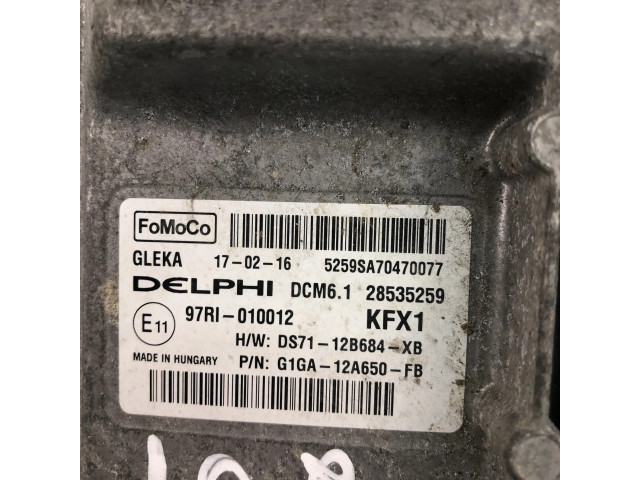 FoMoCo
GLEKA 17-02-16 5259SA70470077
DELPHI DCM6.1 28535259
E11 97RI-010012 KFX1
H/W: DS71-12B684-XB
MADE IN HUNGARY P/N: G1GA-12A650-FB